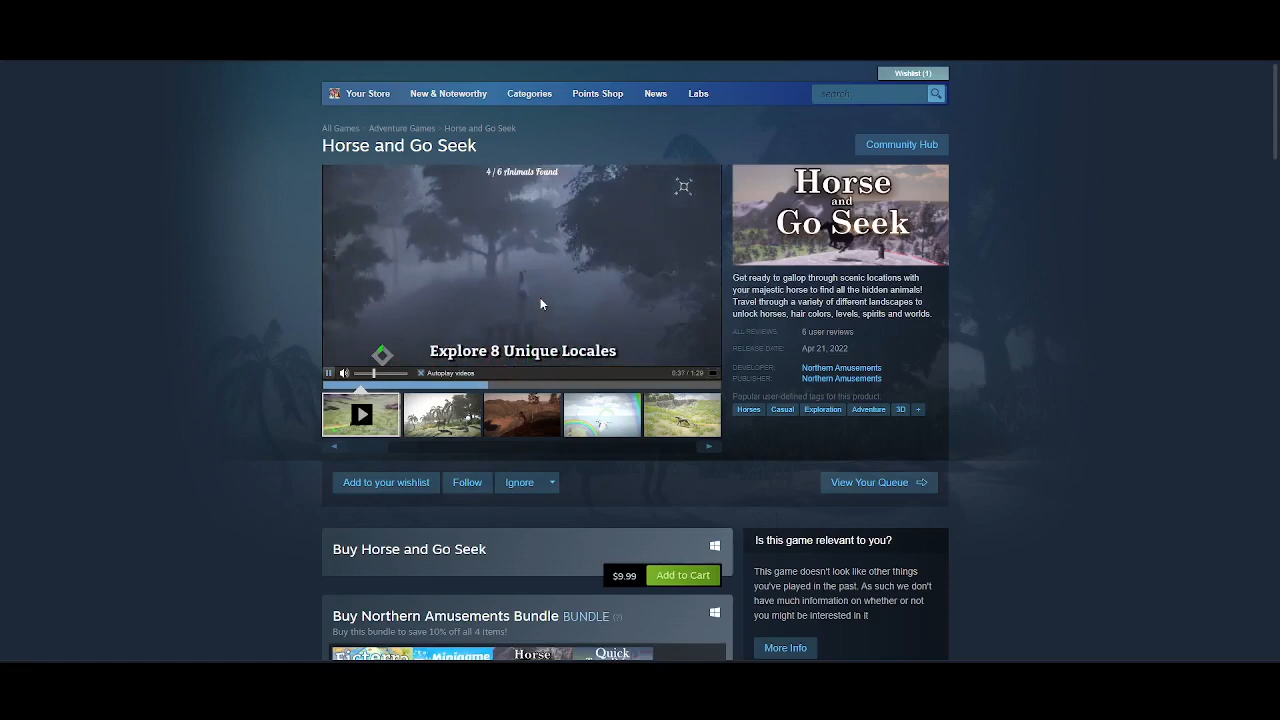 Wishlist (1)
Your Store New & Noteworthy Categories Points Shop News Labs search
All Games Adventure Games Horse and Go Seek
Horse and Go Seek
Community Hub
4 / 6 Animals Found
Explore 8 Unique Locales
Autoplay videos 0:37 / 1:29
Horse
and
Go Seek
Get ready to gallop through scenic locations with
your majestic horse to find all the hidden animals!
Travel through a variety of different landscapes to
unlock horses, hair colors, levels, spirits and worlds.
ALL REVIEWS: 6 user reviews
RELEASE DATE: Apr 21, 2022
DEVELOPER: Northern Amusements
PUBLISHER: Northern Amusements
Popular user-defined tags for this product:
Horses Casual Exploration Adventure 3D +
Add to your wishlist Follow Ignore View Your Queue
Buy Horse and Go Seek
$9.99 Add to Cart
Buy Northern Amusements Bundle BUNDLE (?)
Buy this bundle to save 10% off all 4 items!
Fisterra Minigame Horse Quick
Is this game relevant to you?
This game doesn't look like other things
you've played in the past. As such we don't
have much information on whether or not
you might be interested in it
More Info